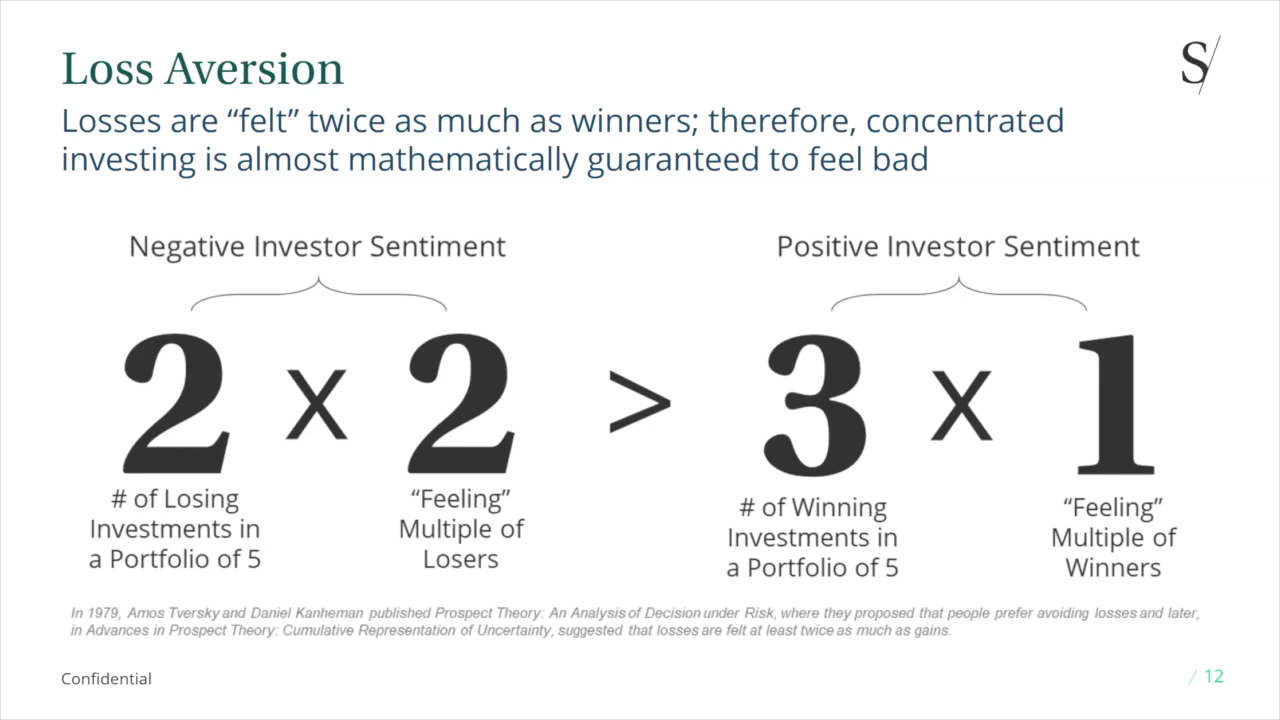 Loss Aversion
S/
Losses are “felt” twice as much as winners; therefore, concentrated
investing is almost mathematically guaranteed to feel bad
Negative Investor Sentiment
Positive Investor Sentiment
2 x 2 > 3 x 1
# of Losing
Investments in
a Portfolio of 5
“Feeling”
Multiple of
Losers
# of Winning
Investments in
a Portfolio of 5
“Feeling”
Multiple of
Winners
In 1979, Amos Tversky and Daniel Kanheman published Prospect Theory: An Analysis of Decision under Risk, where they proposed that people prefer avoiding losses and later,
in Advances in Prospect Theory: Cumulative Representation of Uncertainty, suggested that losses are felt at least twice as much as gains.
Confidential
/ 12